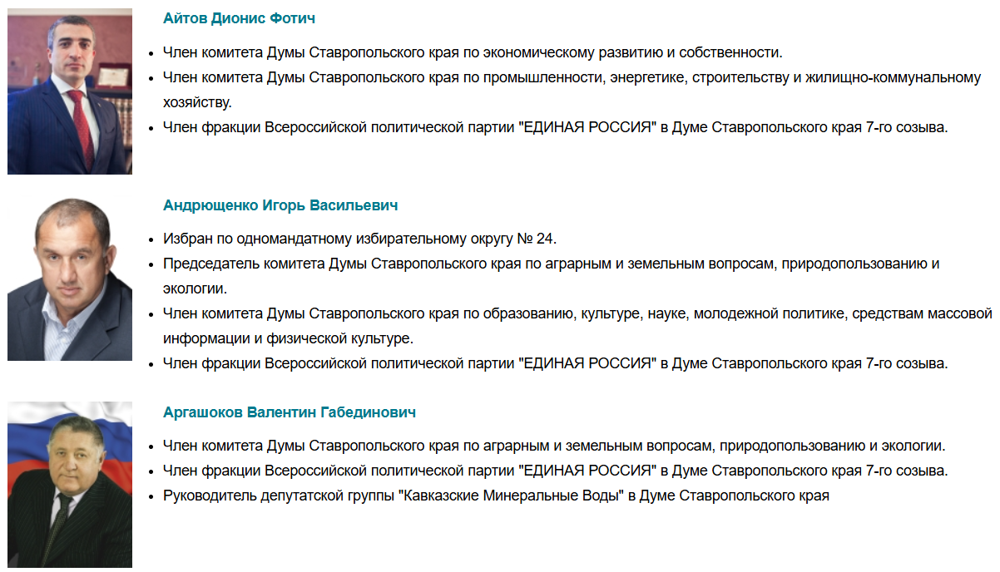 Айтов Дионис Фотич
Член комитета Думы Ставропольского края по экономическому развитию и собственности.
Член комитета Думы Ставропольского края по промышленности, энергетике, строительству и жилищно-коммунальному
хозяйству.
Член фракции Всероссийской политической партии "ЕДИНАЯ РОССИЯ" в Думе Ставропольского края 7-го созыва.
Андрющенко Игорь Васильевич
Избран по одномандатному избирательному округу № 24.
Председатель комитета Думы Ставропольского края по аграрным и земельным вопросам, природопользованию и
экологии.
Член комитета Думы Ставропольского края по образованию, культуре, науке, молодежной политике, средствам массовой
информации и физической культуре.
Член фракции Всероссийской политической партии "ЕДИНАЯ РОССИЯ" в Думе Ставропольского края 7-го созыва.
Аргашоков Валентин Габединович
Член комитета Думы Ставропольского края по аграрным и земельным вопросам, природопользованию и экологии.
Член фракции Всероссийской политической партии "ЕДИНАЯ РОССИЯ" в Думе Ставропольского края 7-го созыва.
Руководитель депутатской группы "Кавказские Минеральные Воды" в Думе Ставропольского края